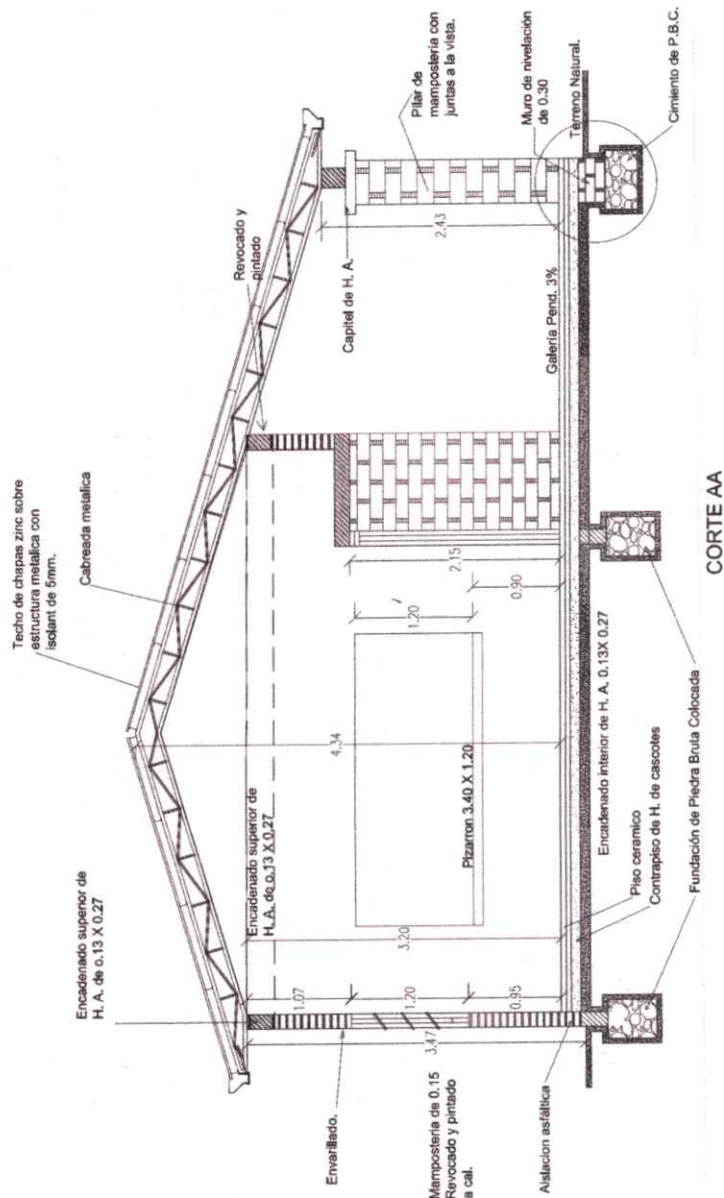 Techo de chapas zinc sobre
estructura metalica con
isolant de 5mm.
Cabreada metalica
Encadenado superior de
H. A. de o.13 X 0.27
Revocado y
pintado
Capitel de H. A.
Pilar de
mamposteria con
juntas a la vista.
Muro de nivelación
de 0.30
Terreno Natural.
Cimiento de P.B.C.
Encadenado superior de
H. A. de o.13 X 0.27
4.34
3.20
1.07
1.20
0.95
3.47
Pizarron 3.40 X 1.20
1.20
0.90
2.15
2.43
Galeria Pend. 3%
Envarillado.
Mamposteria de 0.15
Revocado y pintado
a cal.
Aislacion asfáltica
Encadenado interior de H. A. 0.13X 0.27
Piso ceramico
Contrapiso de H. de cascotes
Fundación de Piedra Bruta Colocada
CORTE AA